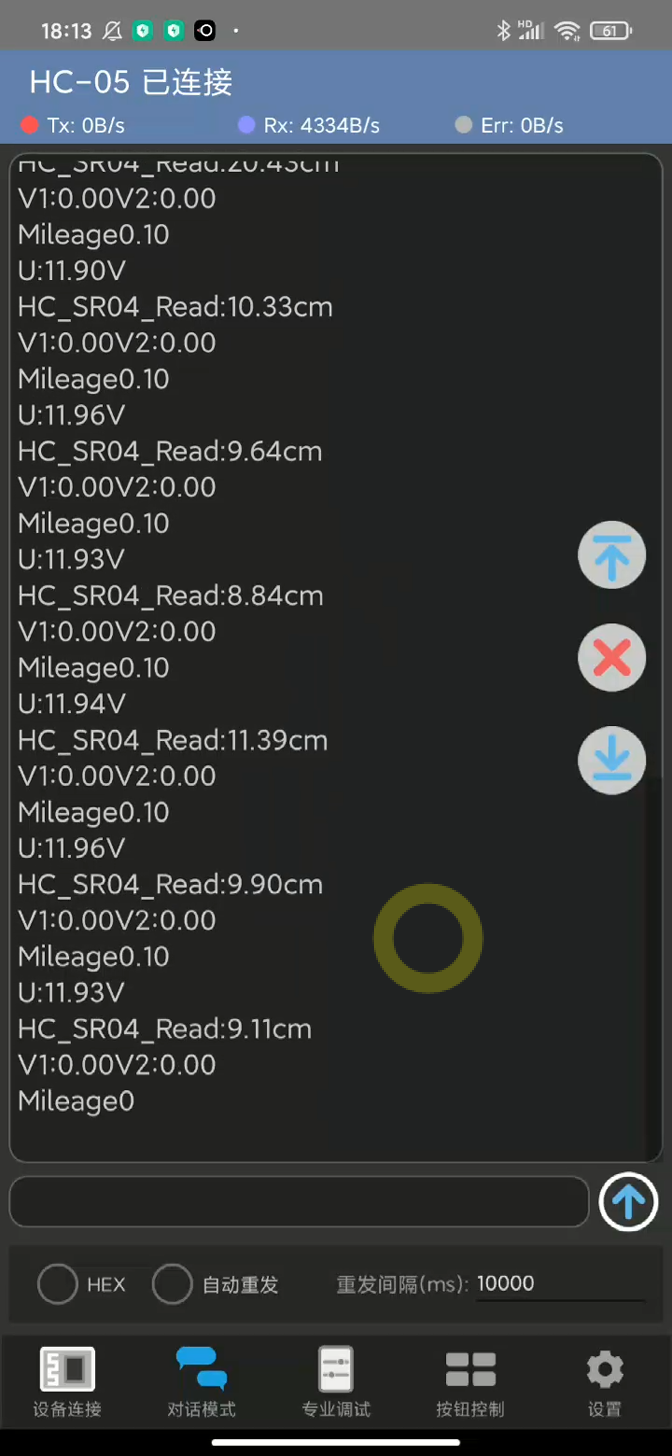 18:13
HD
61
HC-05 已连接
Tx: 0B/s
Rx: 4334B/s
Err: 0B/s
HC_SR04_Read:20.43cm
V1:0.00V2:0.00
Mileage0.10
U:11.90V
HC_SR04_Read:10.33cm
V1:0.00V2:0.00
Mileage0.10
U:11.96V
HC_SR04_Read:9.64cm
V1:0.00V2:0.00
Mileage0.10
U:11.93V
HC_SR04_Read:8.84cm
V1:0.00V2:0.00
Mileage0.10
U:11.94V
HC_SR04_Read:11.39cm
V1:0.00V2:0.00
Mileage0.10
U:11.96V
HC_SR04_Read:9.90cm
V1:0.00V2:0.00
Mileage0.10
U:11.93V
HC_SR04_Read:9.11cm
V1:0.00V2:0.00
Mileage0
HEX
自动重发
重发间隔(ms): 10000
设备连接
对话模式
专业调试
按钮控制
设置